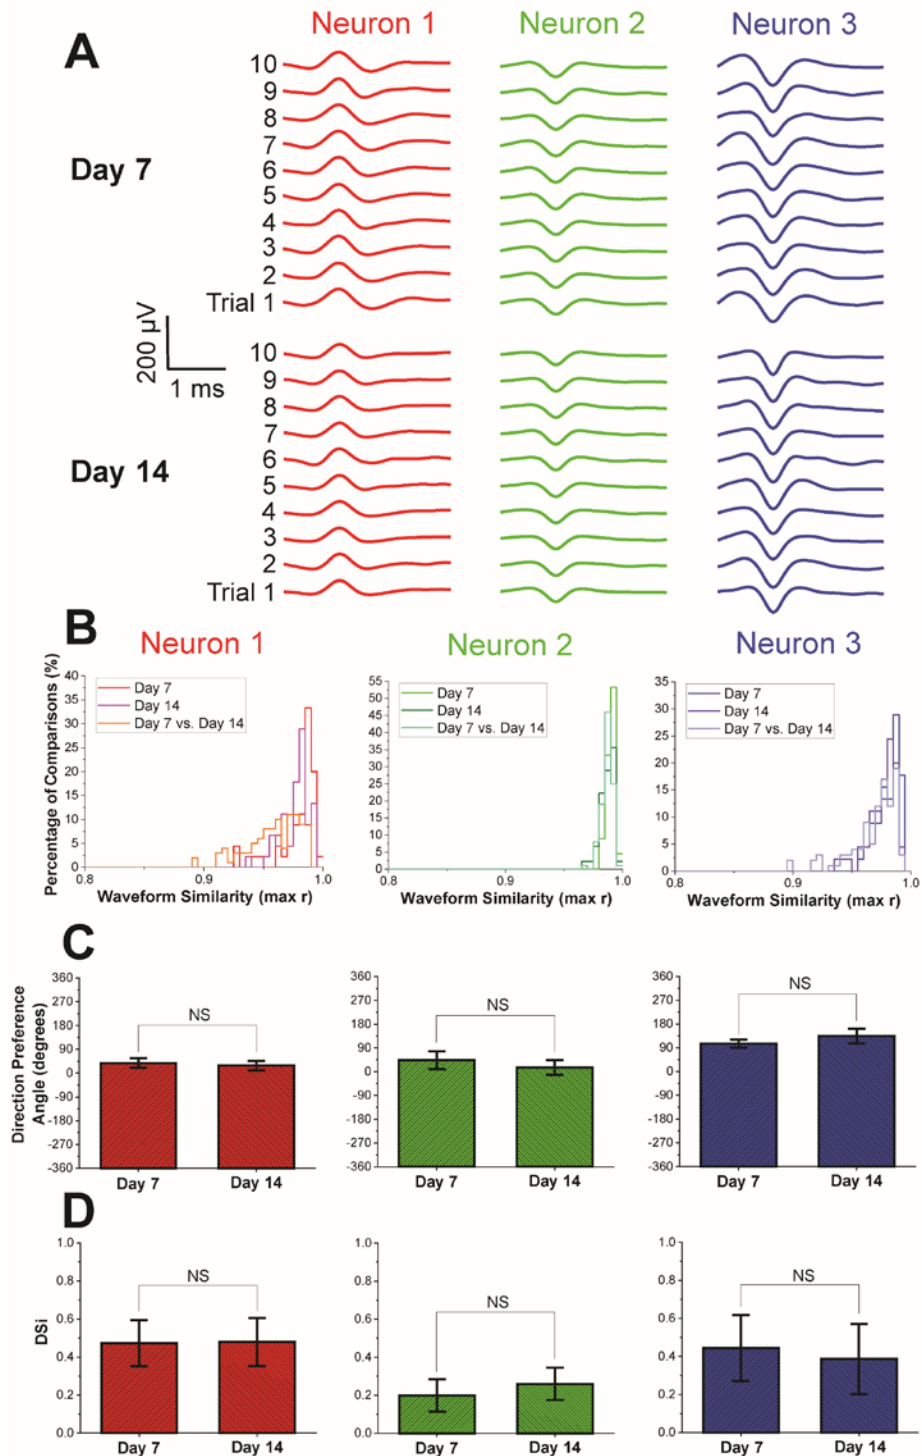 Neuron 1 Neuron 2 Neuron 3
A
10
9
8
7
6
5
4
3
2
Trial 1
Day 7
200 µV
1 ms
10
9
8
7
6
5
4
3
2
Trial 1
Day 14
B
Neuron 1 Neuron 2 Neuron 3
Percentage of Comparisons (%)
40
35
30
25
20
15
10
5
0
Day 7
Day 14
Day 7 vs. Day 14
0.8 0.9 1.0
Waveform Similarity (max r)
55
50
45
40
35
30
25
20
15
10
5
0
Day 7
Day 14
Day 7 vs. Day 14
0.8 0.9 1.0
Waveform Similarity (max r)
35
30
25
20
15
10
5
0
Day 7
Day 14
Day 7 vs. Day 14
0.8 0.9 1.0
Waveform Similarity (max r)
C
Direction Preference
Angle (degrees)
360
270
180
90
0
-90
-180
-270
-360
NS
Day 7 Day 14
360
270
180
90
0
-90
-180
-270
-360
NS
Day 7 Day 14
360
270
180
90
0
-90
-180
-270
-360
NS
Day 7 Day 14
D
DSi
1.0
0.8
0.6
0.4
0.2
0.0
NS
Day 7 Day 14
1.0
0.8
0.6
0.4
0.2
0.0
NS
Day 7 Day 14
1.0
0.8
0.6
0.4
0.2
0.0
NS
Day 7 Day 14